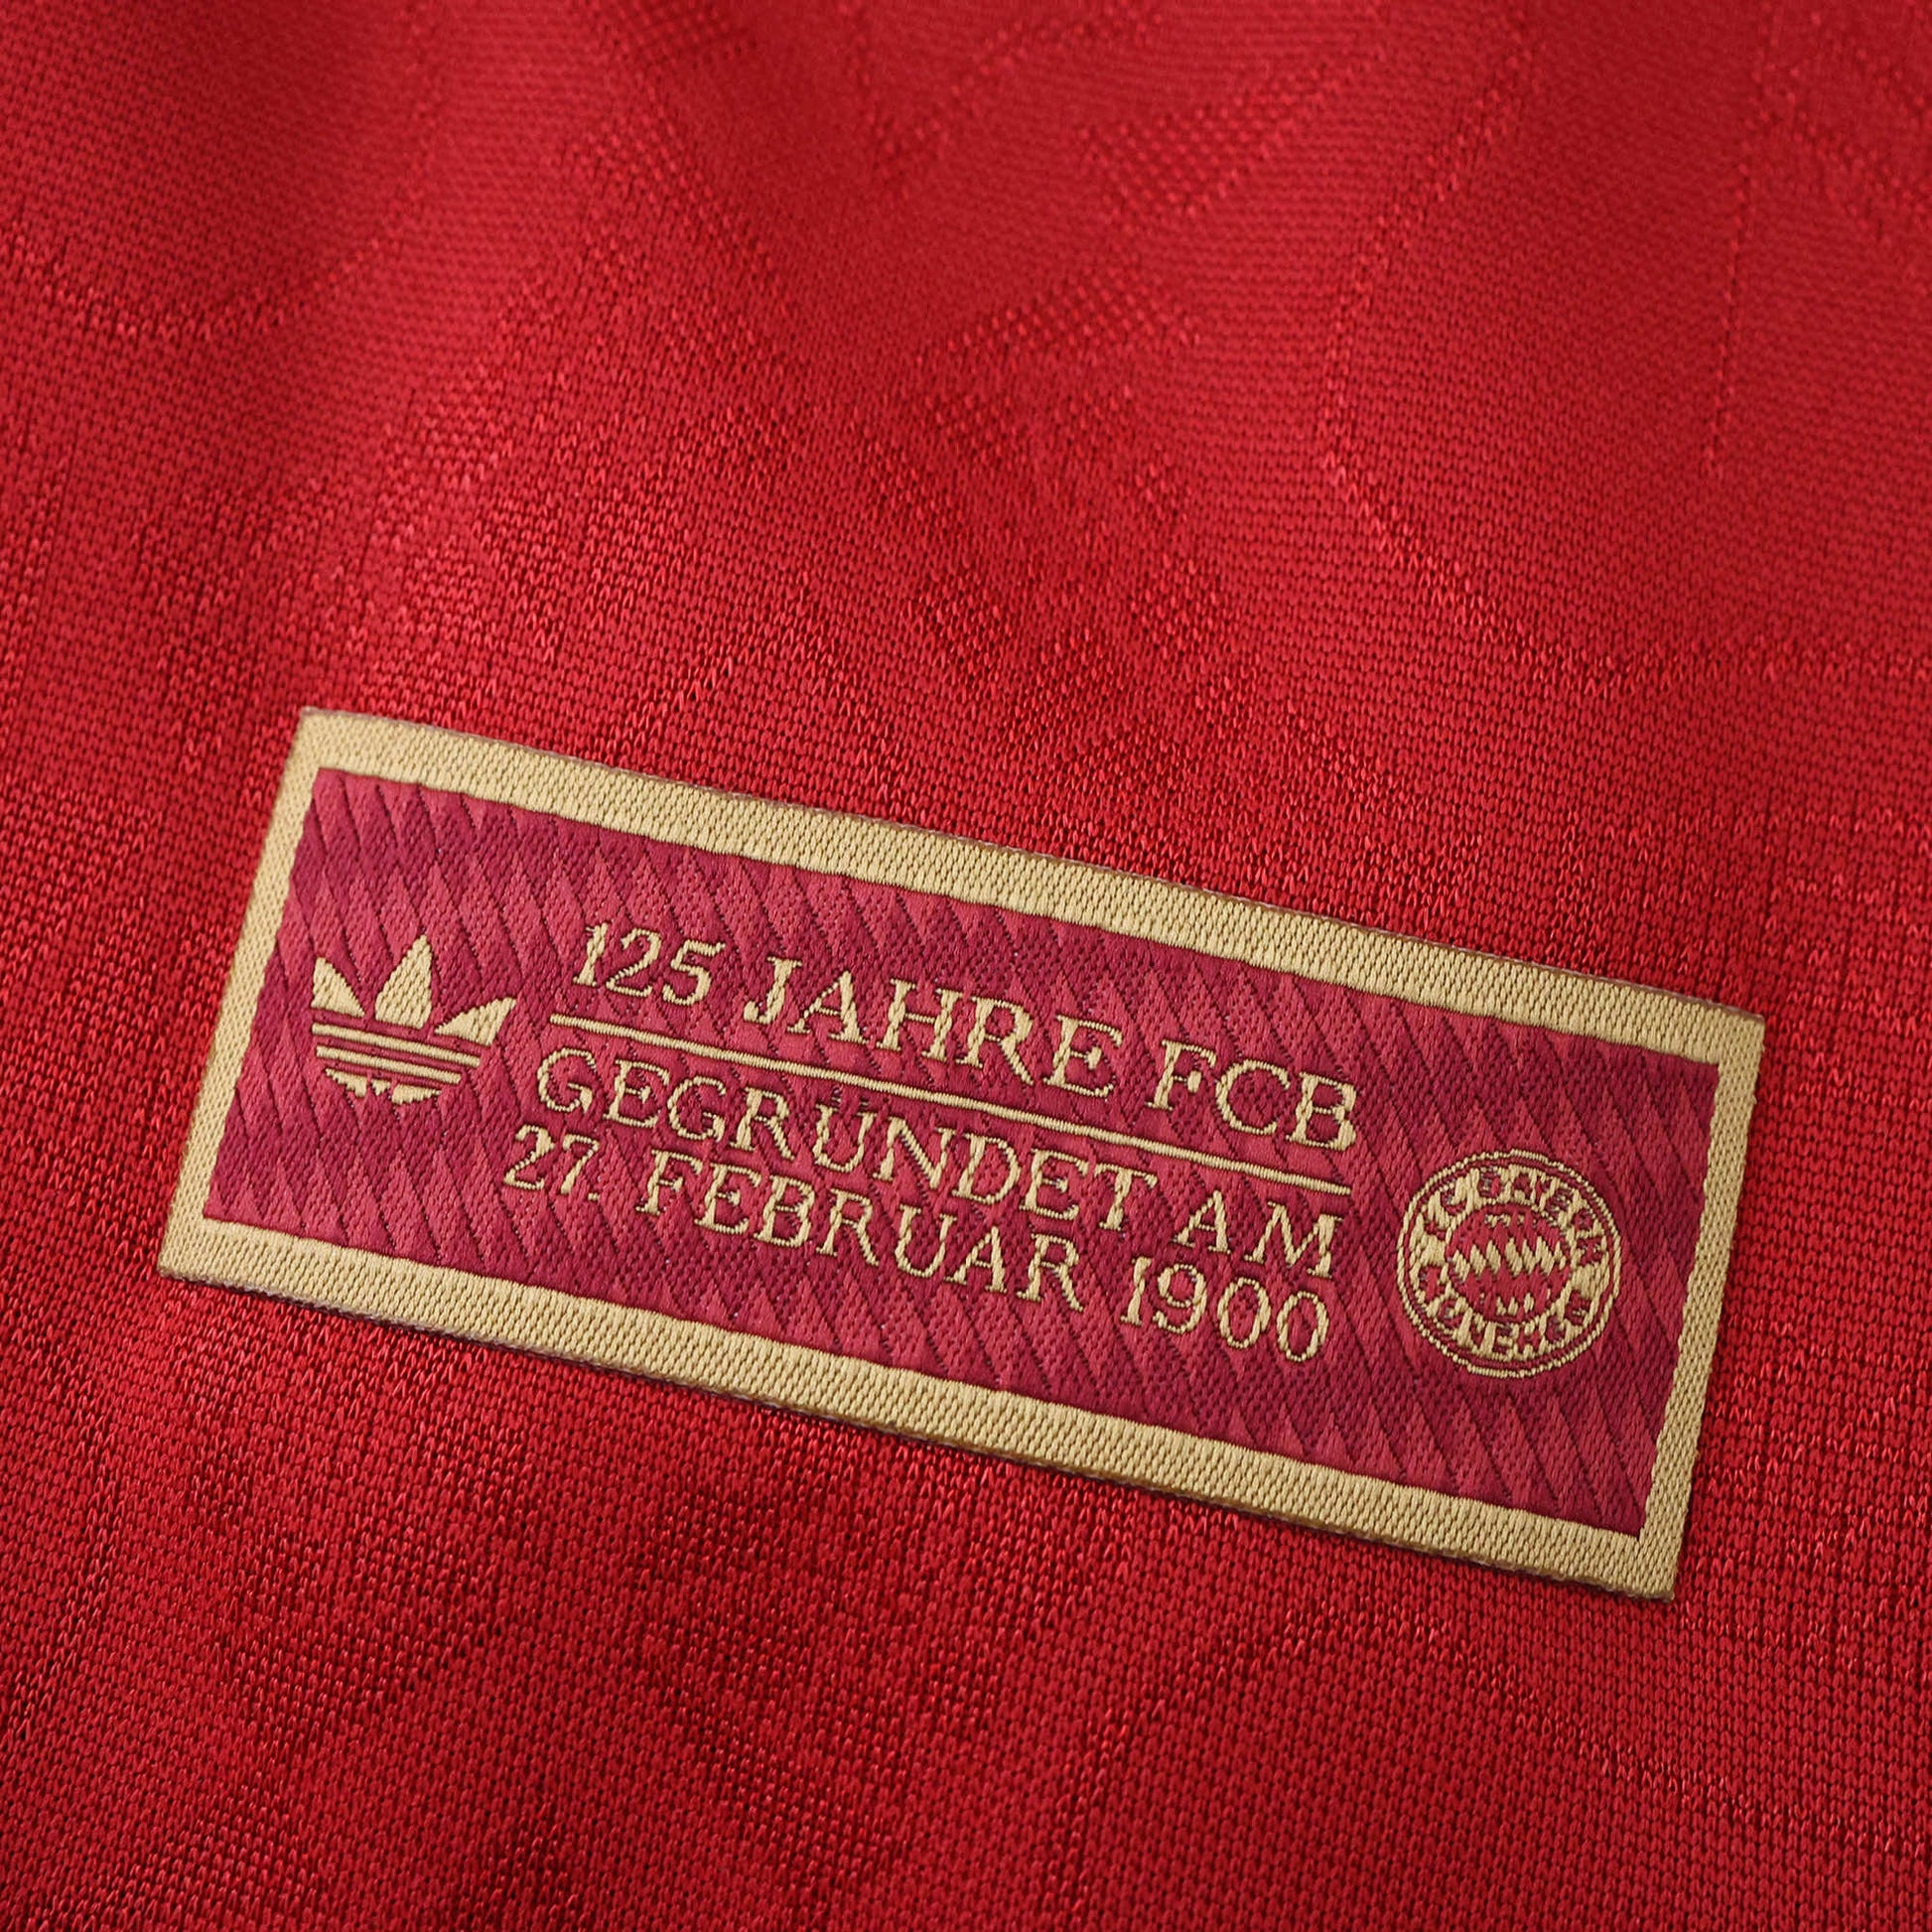 125 JAHRE FCB
GEGRÜNDET AM
27. FEBRUAR 1900